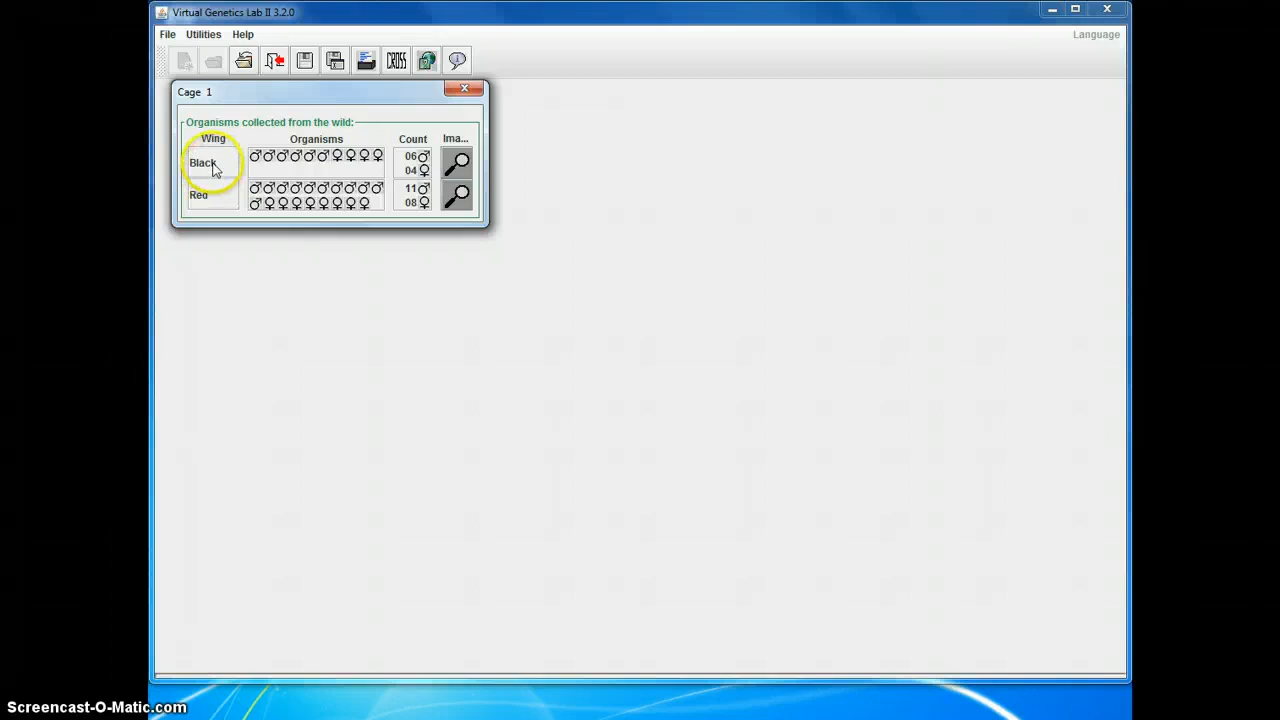 Virtual Genetics Lab II 3.2.0
File Utilities Help Language
CROSS
Cage 1
Organisms collected from the wild:
Wing Organisms Count Ima...
Black ♂♂♂♂♂♂♀♀♀♀ 06♂
04♀
Red ♂♂♂♂♂♂♂♂♂♂ 11♂
♂♀♀♀♀♀♀♀♀ 08♀
Screencast-O-Matic.com